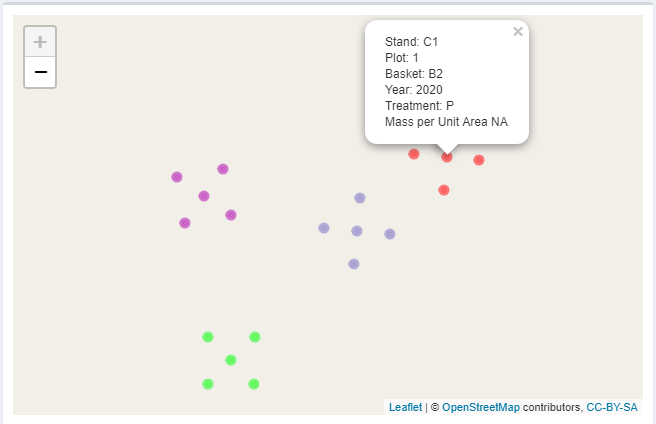 +
−
×
Stand: C1
Plot: 1
Basket: B2
Year: 2020
Treatment: P
Mass per Unit Area NA
Leaflet | © OpenStreetMap contributors, CC-BY-SA